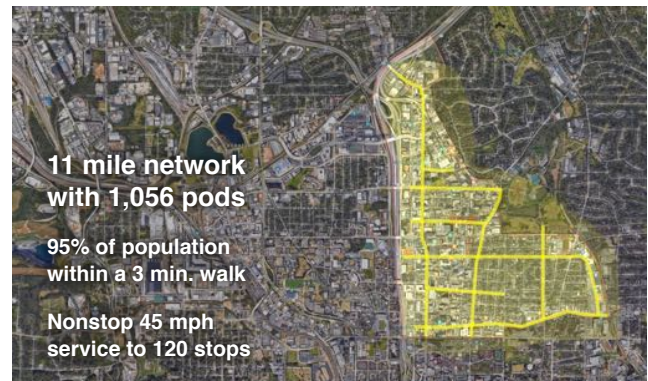 11 mile network
with 1,056 pods
95% of population
within a 3 min. walk
Nonstop 45 mph
service to 120 stops